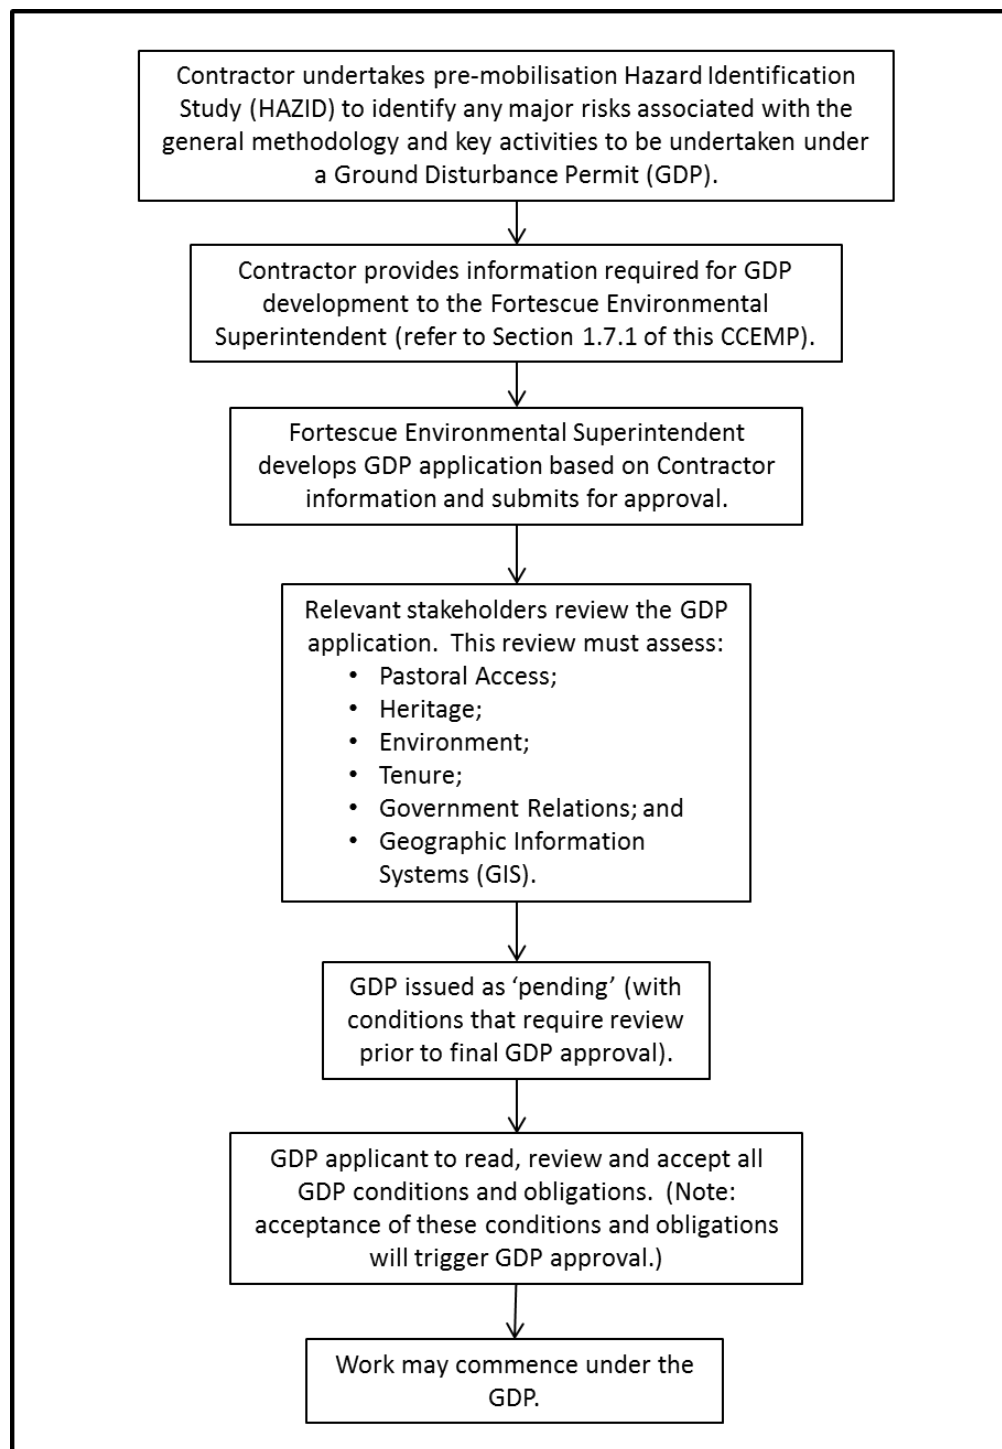 Contractor undertakes pre-mobilisation Hazard Identification
Study (HAZID) to identify any major risks associated with the
general methodology and key activities to be undertaken under
a Ground Disturbance Permit (GDP).
Contractor provides information required for GDP
development to the Fortescue Environmental
Superintendent (refer to Section 1.7.1 of this CCEMP).
Fortescue Environmental Superintendent
develops GDP application based on Contractor
information and submits for approval.
Relevant stakeholders review the GDP
application.  This review must assess:
• Pastoral Access;
• Heritage;
• Environment;
• Tenure;
• Government Relations; and
• Geographic Information
Systems (GIS).
GDP issued as ‘pending’ (with
conditions that require review
prior to final GDP approval).
GDP applicant to read, review and accept all
GDP conditions and obligations.  (Note:
acceptance of these conditions and obligations
will trigger GDP approval.)
Work may commence under the
GDP.